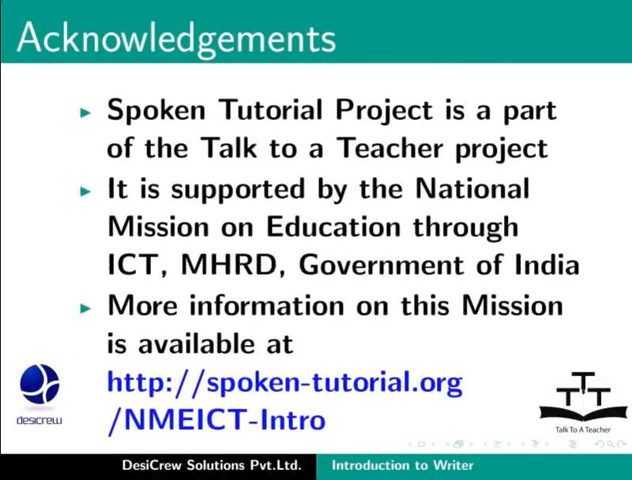 Acknowledgements
Spoken Tutorial Project is a part
of the Talk to a Teacher project
It is supported by the National
Mission on Education through
ICT, MHRD, Government of India
More information on this Mission
is available at
http://spoken-tutorial.org
/NMEICT-Intro
desicrew
TTT
Talk To A Teacher
DesiCrew Solutions Pvt.Ltd.
Introduction to Writer